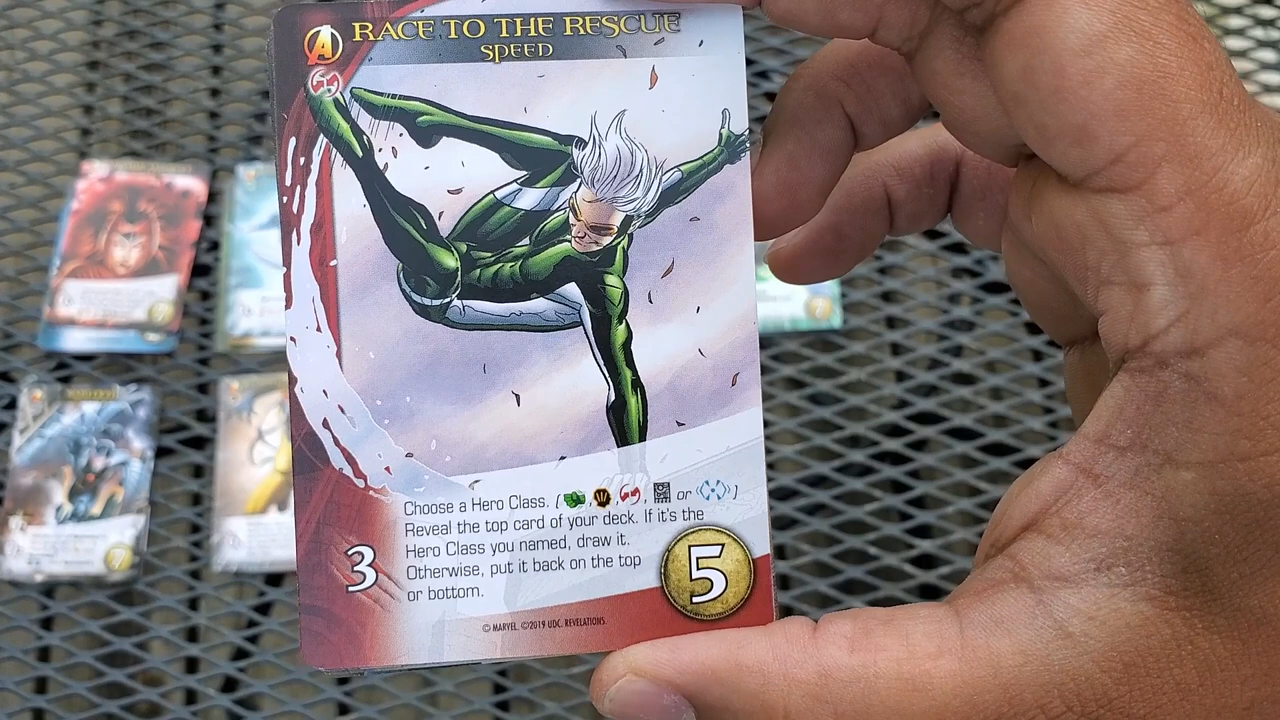 RACE TO THE RESCUE
SPEED
Choose a Hero Class. [ , , , or ]
Reveal the top card of your deck. If it's the
Hero Class you named, draw it.
Otherwise, put it back on the top
or bottom.
3
5
© MARVEL. ©2019 UDC. REVELATIONS.